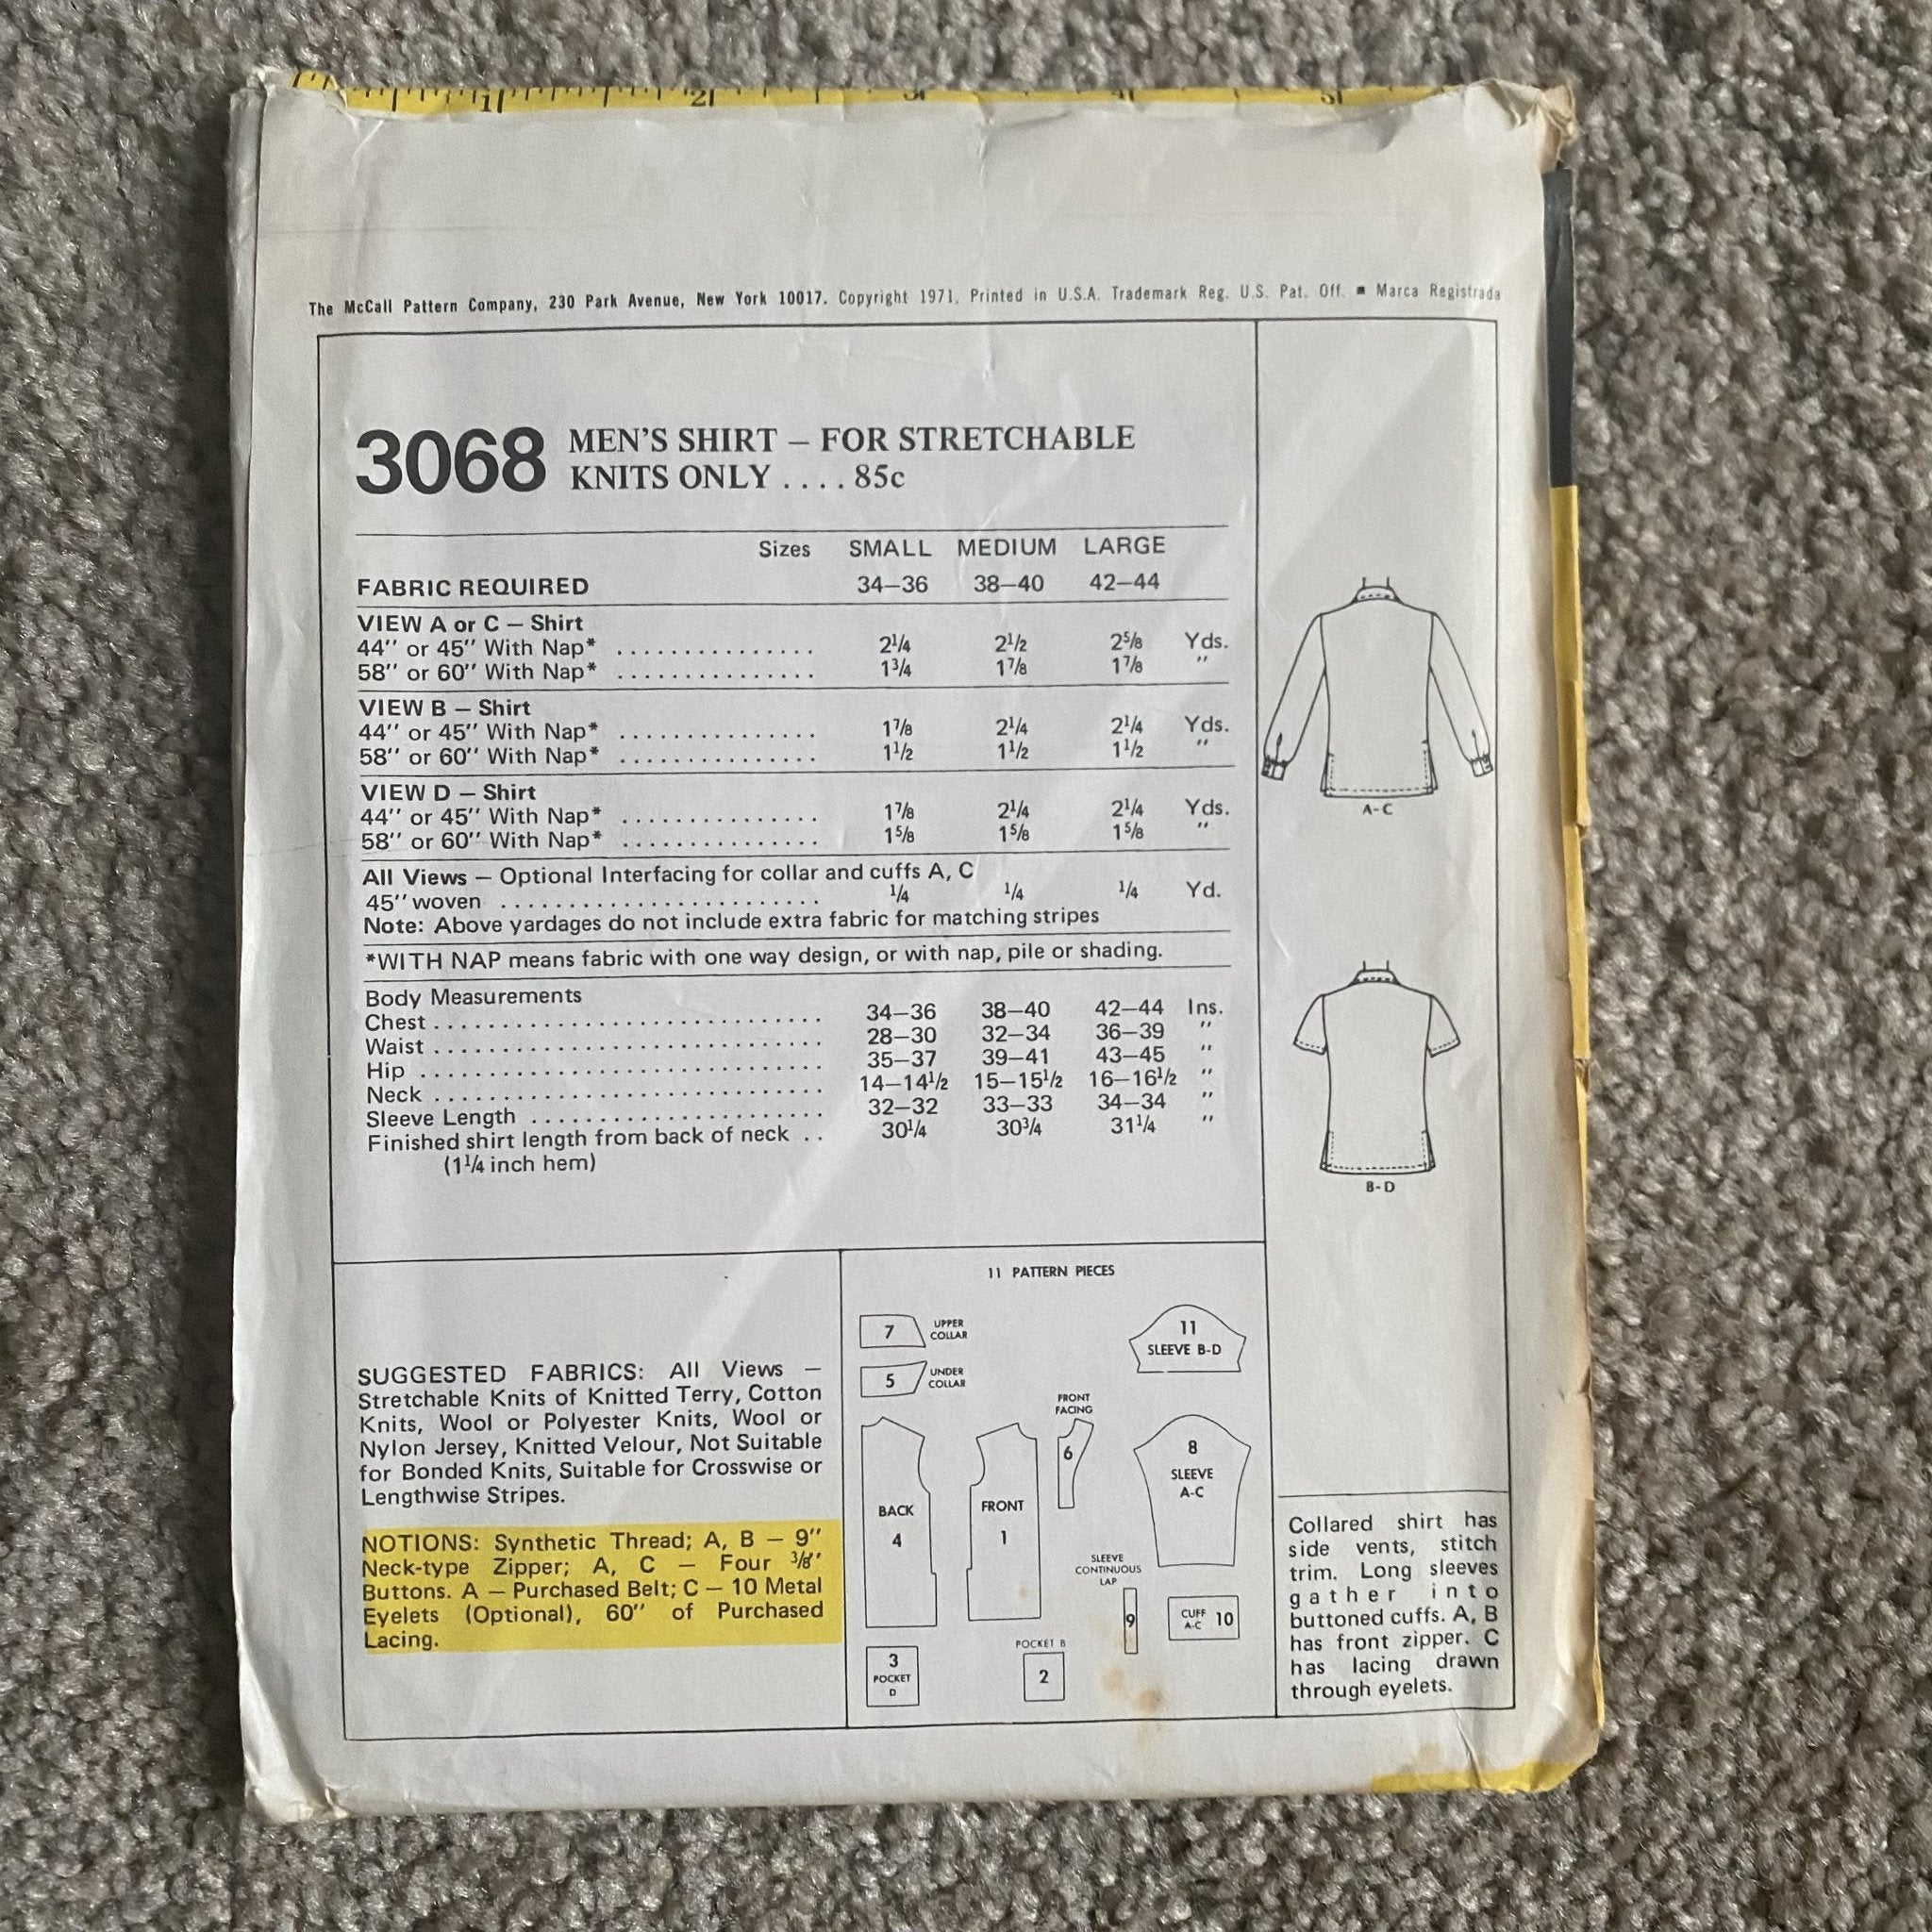 1 2 3 4 5
The McCall Pattern Company, 230 Park Avenue, New York 10017. Copyright 1971, Printed in U.S.A. Trademark Reg. U.S. Pat. Off. ■ Marca Registrada
3068 MEN'S SHIRT – FOR STRETCHABLE
KNITS ONLY . . . . 85c
Sizes SMALL MEDIUM LARGE
FABRIC REQUIRED 34–36 38–40 42–44
VIEW A or C – Shirt
44" or 45" With Nap* . . . . . . . . . . . . . . . 2¼ 2½ 2⅝ Yds.
58" or 60" With Nap* . . . . . . . . . . . . . . . 1¾ 1⅞ 1⅞ "
VIEW B – Shirt
44" or 45" With Nap* . . . . . . . . . . . . . . . 1⅞ 2¼ 2¼ Yds.
58" or 60" With Nap* . . . . . . . . . . . . . . . 1½ 1½ 1½ "
VIEW D – Shirt
44" or 45" With Nap* . . . . . . . . . . . . . . . 1⅞ 2¼ 2¼ Yds.
58" or 60" With Nap* . . . . . . . . . . . . . . . 1⅝ 1⅝ 1⅝ "
All Views – Optional Interfacing for collar and cuffs A, C
45" woven . . . . . . . . . . . . . . . . . . . . . . . . ¼ ¼ ¼ Yd.
Note: Above yardages do not include extra fabric for matching stripes
*WITH NAP means fabric with one way design, or with nap, pile or shading.
Body Measurements
Chest . . . . . . . . . . . . . . . . . . . . . . . . . . . . . 34–36 38–40 42–44 Ins.
Waist . . . . . . . . . . . . . . . . . . . . . . . . . . . . . 28–30 32–34 36–39 "
Hip . . . . . . . . . . . . . . . . . . . . . . . . . . . . . . 35–37 39–41 43–45 "
Neck . . . . . . . . . . . . . . . . . . . . . . . . . . . . . 14–14½ 15–15½ 16–16½ "
Sleeve Length . . . . . . . . . . . . . . . . . . . . . . 32–32 33–33 34–34 "
Finished shirt length from back of neck . . 30¼ 30¾ 31¼ "
(1¼ inch hem)
A-C
B-D
SUGGESTED FABRICS: All Views –
Stretchable Knits of Knitted Terry, Cotton
Knits, Wool or Polyester Knits, Wool or
Nylon Jersey, Knitted Velour, Not Suitable
for Bonded Knits, Suitable for Crosswise or
Lengthwise Stripes.
NOTIONS: Synthetic Thread; A, B – 9"
Neck-type Zipper; A, C – Four ⅜"
Buttons. A – Purchased Belt; C – 10 Metal
Eyelets (Optional), 60" of Purchased
Lacing.
11 PATTERN PIECES
7 UPPER
COLLAR
5 UNDER
COLLAR
11
SLEEVE B-D
BACK
4
FRONT
1
FRONT
FACING
6
8
SLEEVE
A-C
SLEEVE
CONTINUOUS
LAP
9
CUFF
A-C 10
3
POCKET
D
POCKET B
2
Collared shirt has
side vents, stitch
trim. Long sleeves
gather into
buttoned cuffs. A, B
has front zipper. C
has lacing drawn
through eyelets.